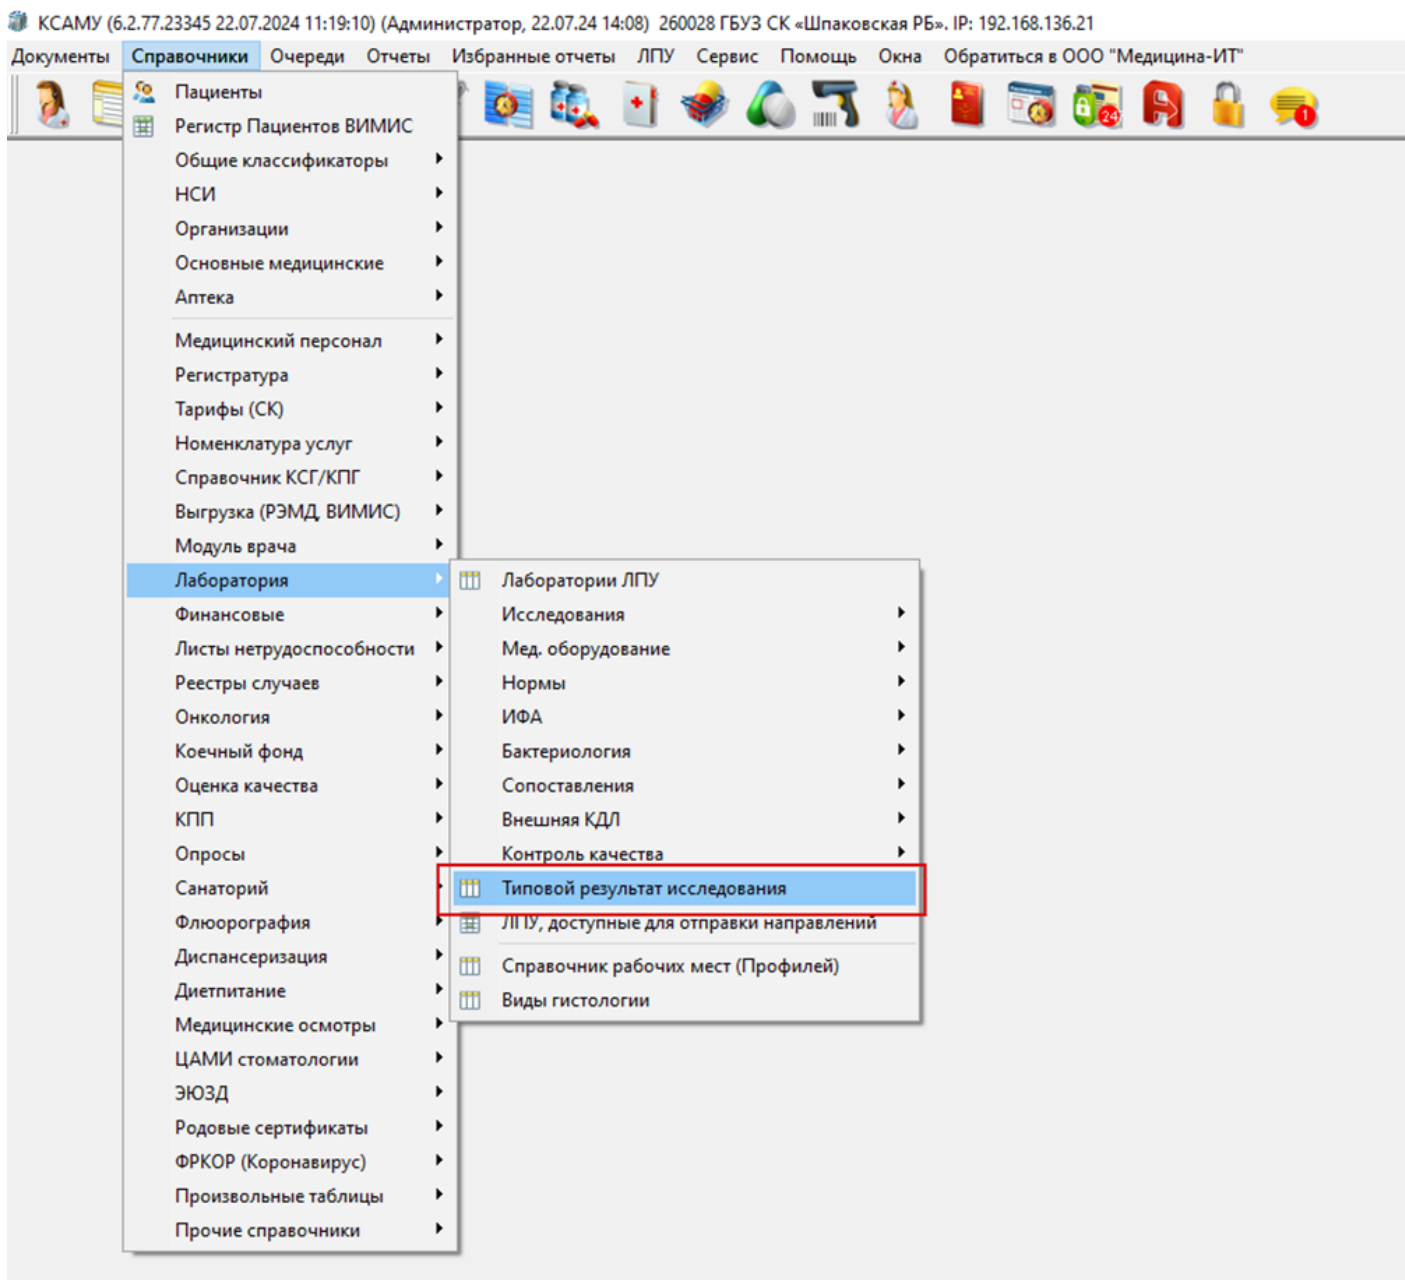 КСАМУ (6.2.77.23345 22.07.2024 11:19:10) (Администратор, 22.07.24 14:08) 260028 ГБУЗ СК «Шпаковская РБ». IP: 192.168.136.21
Документы Справочники Очереди Отчеты Избранные отчеты ЛПУ Сервис Помощь Окна Обратиться в ООО "Медицина-ИТ"
24
1
Пациенты
Регистр Пациентов ВИМИС
Общие классификаторы
НСИ
Организации
Основные медицинские
Аптека
Медицинский персонал
Регистратура
Тарифы (СК)
Номенклатура услуг
Справочник КСГ/КПГ
Выгрузка (РЭМД, ВИМИС)
Модуль врача
Лаборатория
Финансовые
Листы нетрудоспособности
Реестры случаев
Онкология
Коечный фонд
Оценка качества
КПП
Опросы
Санаторий
Флюорография
Диспансеризация
Диетпитание
Медицинские осмотры
ЦАМИ стоматологии
ЭЮЗД
Родовые сертификаты
ФРКОР (Коронавирус)
Произвольные таблицы
Прочие справочники
Лаборатории ЛПУ
Исследования
Мед. оборудование
Нормы
ИФА
Бактериология
Сопоставления
Внешняя КДЛ
Контроль качества
Типовой результат исследования
ЛПУ, доступные для отправки направлений
Справочник рабочих мест (Профилей)
Виды гистологии